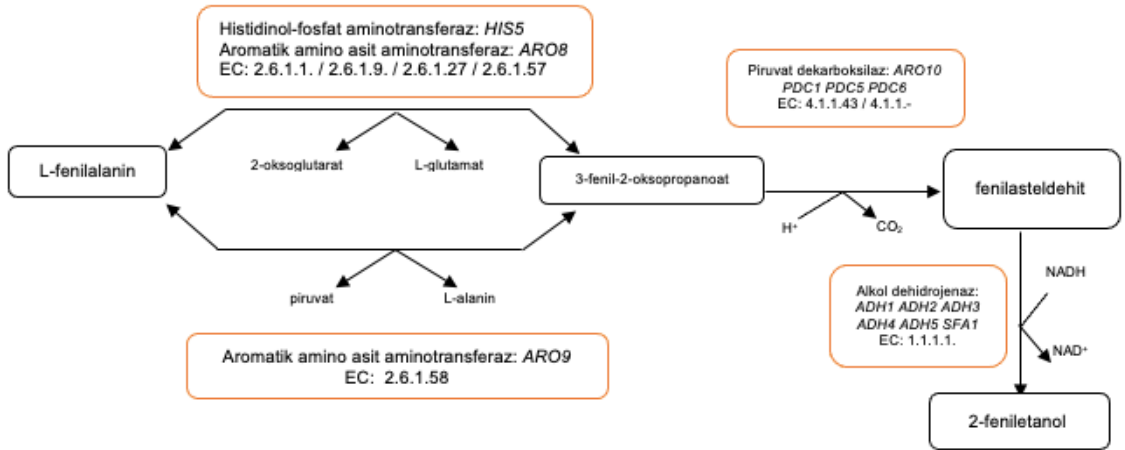 Histidinol-fosfat aminotransferaz: HIS5
Aromatik amino asit aminotransferaz: ARO8
EC: 2.6.1.1. / 2.6.1.9. / 2.6.1.27 / 2.6.1.57
Piruvat dekarboksilaz: ARO10
PDC1 PDC5 PDC6
EC: 4.1.1.43 / 4.1.1.-
L-fenilalanin
2-oksoglutarat
L-glutamat
3-fenil-2-oksopropanoat
fenilasteldehit
H⁺
CO₂
piruvat
L-alanin
Alkol dehidrojenaz:
ADH1 ADH2 ADH3
ADH4 ADH5 SFA1
EC: 1.1.1.1.
NADH
NAD⁺
Aromatik amino asit aminotransferaz: ARO9
EC: 2.6.1.58
2-feniletanol